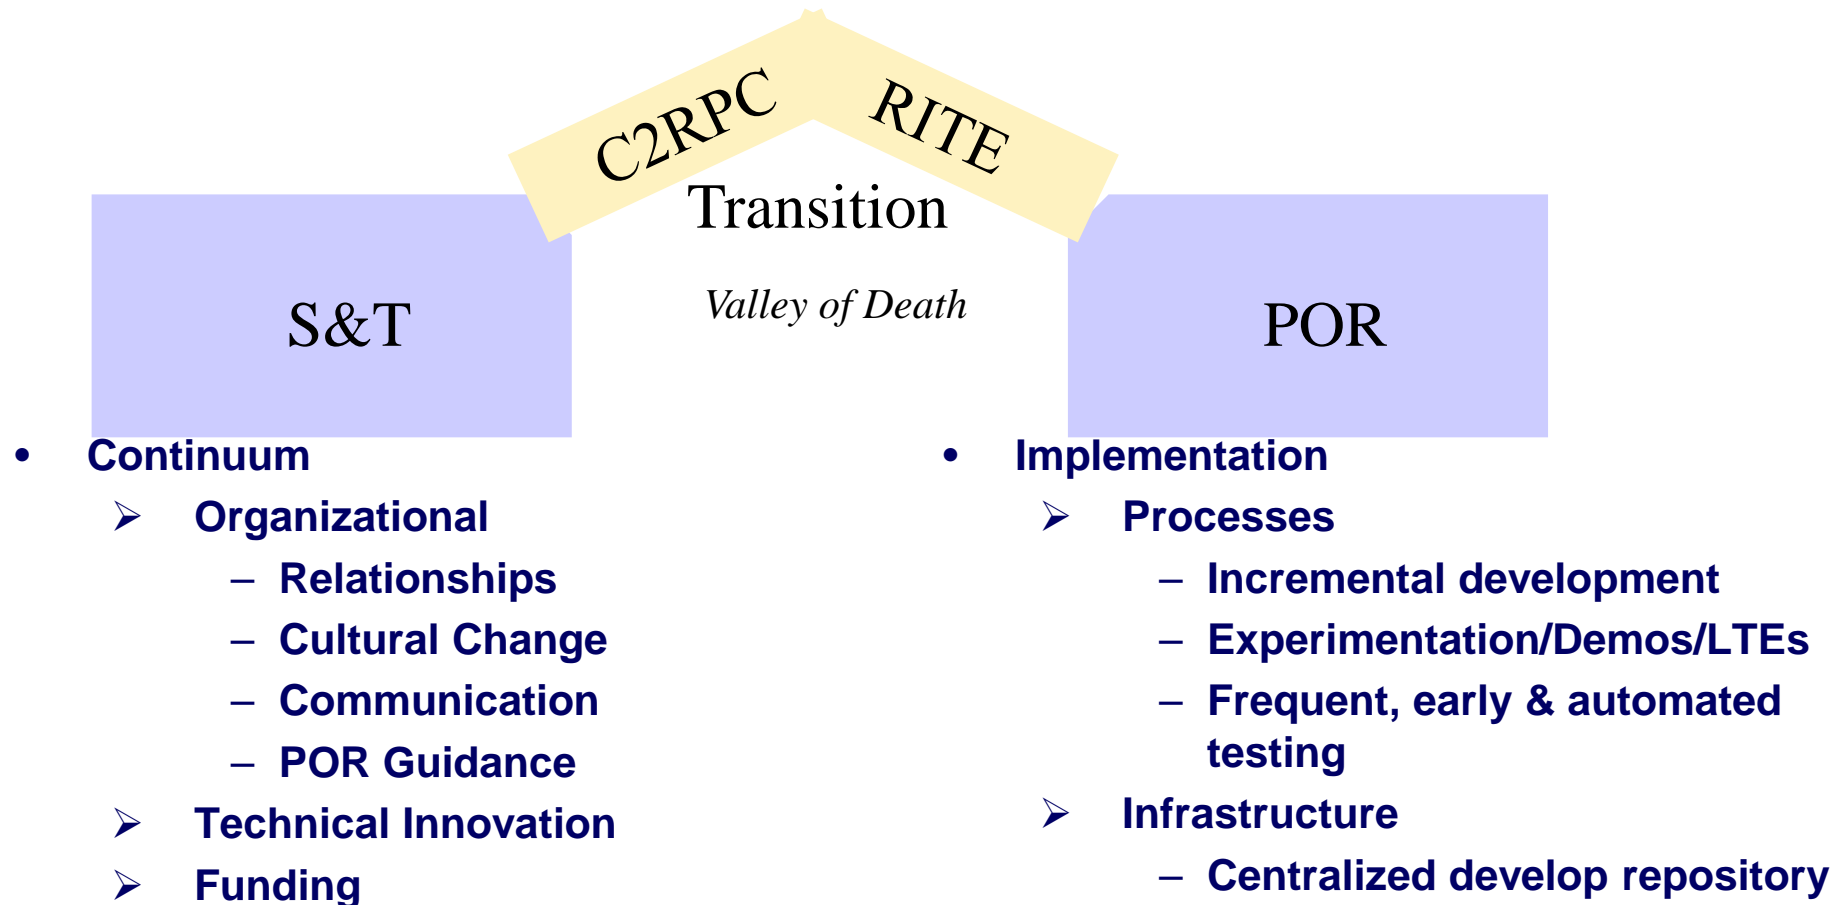 C2RPC
RITE
Transition
Valley of Death
S&T
POR
• Continuum
➢ Organizational
– Relationships
– Cultural Change
– Communication
– POR Guidance
➢ Technical Innovation
➢ Funding
• Implementation
➢ Processes
– Incremental development
– Experimentation/Demos/LTEs
– Frequent, early & automated
testing
➢ Infrastructure
– Centralized develop repository